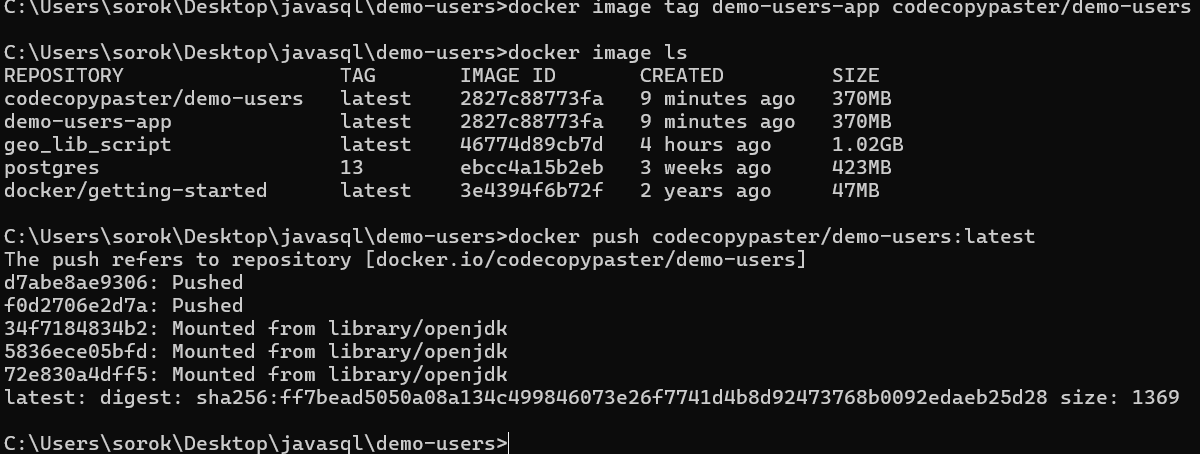 C:\Users\sorok\Desktop\javasql\demo-users>docker image tag demo-users-app codecopypaster/demo-users
C:\Users\sorok\Desktop\javasql\demo-users>docker image ls
REPOSITORY TAG IMAGE ID CREATED SIZE
codecopypaster/demo-users latest 2827c88773fa 9 minutes ago 370MB
demo-users-app latest 2827c88773fa 9 minutes ago 370MB
geo_lib_script latest 46774d89cb7d 4 hours ago 1.02GB
postgres 13 ebcc4a15b2eb 3 weeks ago 423MB
docker/getting-started latest 3e4394f6b72f 2 years ago 47MB
C:\Users\sorok\Desktop\javasql\demo-users>docker push codecopypaster/demo-users:latest
The push refers to repository [docker.io/codecopypaster/demo-users]
d7abe8ae9306: Pushed
f0d2706e2d7a: Pushed
34f7184834b2: Mounted from library/openjdk
5836ece05bfd: Mounted from library/openjdk
72e830a4dff5: Mounted from library/openjdk
latest: digest: sha256:ff7bead5050a08a134c499846073e26f7741d4b8d92473768b0092edaeb25d28 size: 1369
C:\Users\sorok\Desktop\javasql\demo-users>